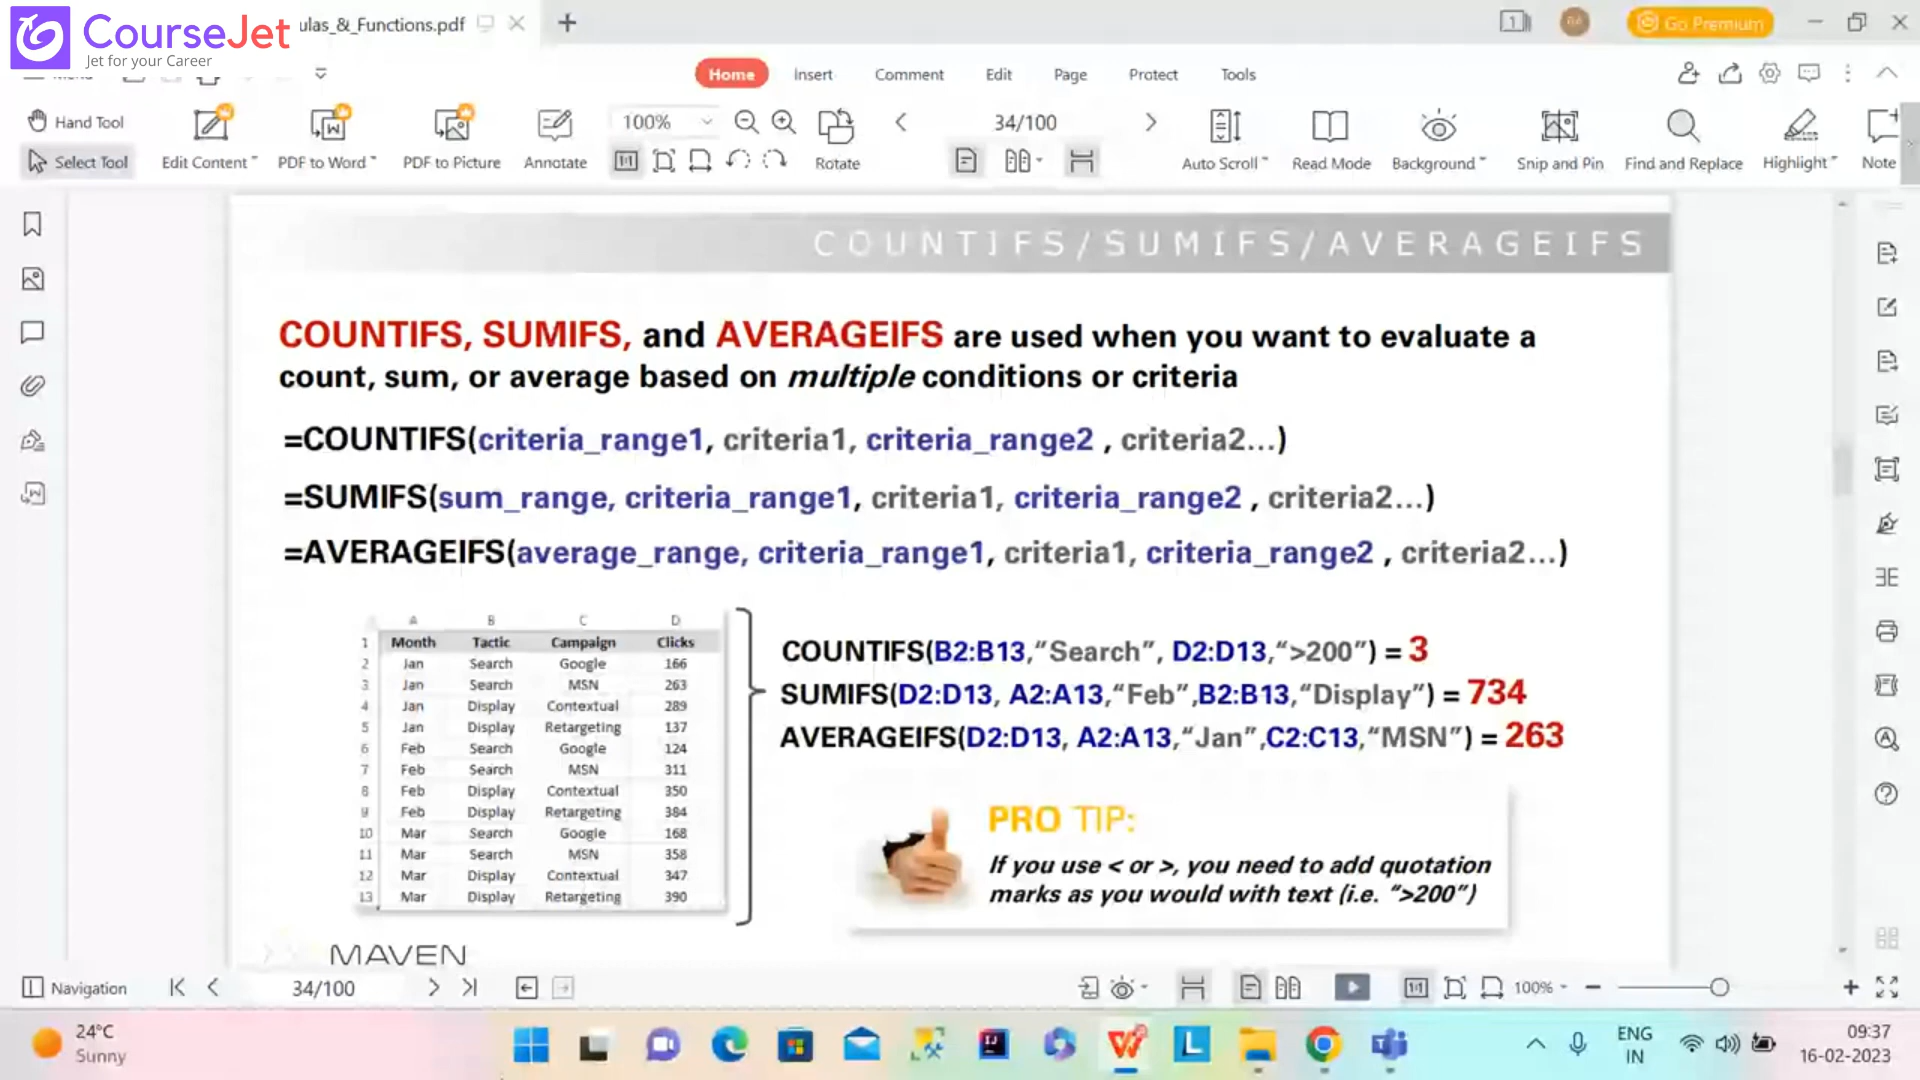 CourseJet
Jet for your Career
ulas_&_Functions.pdf
Go Premium
Home Insert Comment Edit Page Protect Tools
Hand Tool
Select Tool
Edit Content
PDF to Word
PDF to Picture
Annotate
100%
Rotate
34/100
Auto Scroll
Read Mode
Background
Snip and Pin
Find and Replace
Highlight
Note
COUNTIFS/SUMIFS/AVERAGEIFS
COUNTIFS, SUMIFS, and AVERAGEIFS are used when you want to evaluate a
count, sum, or average based on multiple conditions or criteria
=COUNTIFS(criteria_range1, criteria1, criteria_range2 , criteria2...)
=SUMIFS(sum_range, criteria_range1, criteria1, criteria_range2 , criteria2...)
=AVERAGEIFS(average_range, criteria_range1, criteria1, criteria_range2 , criteria2...)
A B C D
1 Month Tactic Campaign Clicks
2 Jan Search Google 166
3 Jan Search MSN 263
4 Jan Display Contextual 289
5 Jan Display Retargeting 137
6 Feb Search Google 124
7 Feb Search MSN 311
8 Feb Display Contextual 350
9 Feb Display Retargeting 384
10 Mar Search Google 168
11 Mar Search MSN 358
12 Mar Display Contextual 347
13 Mar Display Retargeting 390
COUNTIFS(B2:B13,“Search”, D2:D13,“>200”) = 3
SUMIFS(D2:D13, A2:A13,“Feb”,B2:B13,“Display”) = 734
AVERAGEIFS(D2:D13, A2:A13,“Jan”,C2:C13,“MSN”) = 263
PRO TIP:
If you use < or >, you need to add quotation
marks as you would with text (i.e. “>200”)
MAVEN
Navigation
34/100
100%
24°C
Sunny
ENG
IN
09:37
16-02-2023